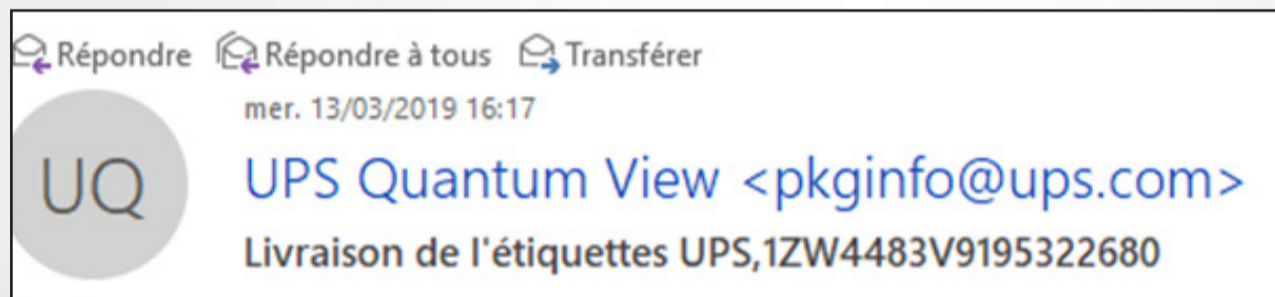 Répondre Répondre à tous Transférer
mer. 13/03/2019 16:17
UQ
UPS Quantum View <pkginfo@ups.com>
Livraison de l'étiquettes UPS,1ZW4483V9195322680